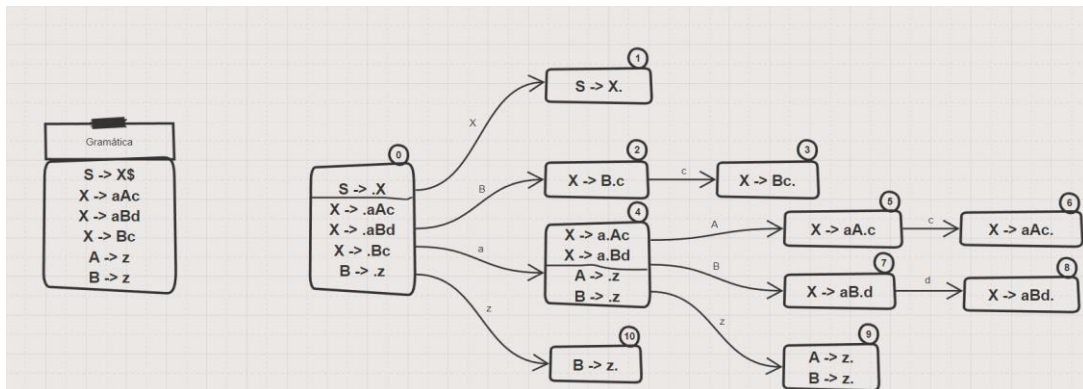 Gramática
S -> X$
X -> aAc
X -> aBd
X -> Bc
A -> z
B -> z
0
S -> .X
X -> .aAc
X -> .aBd
X -> .Bc
B -> .z
X
B
a
z
1
S -> X.
2
X -> B.c
c
3
X -> Bc.
4
X -> a.Ac
X -> a.Bd
A -> .z
B -> .z
A
B
z
5
X -> aA.c
c
6
X -> aAc.
7
X -> aB.d
d
8
X -> aBd.
9
A -> z.
B -> z.
10
B -> z.